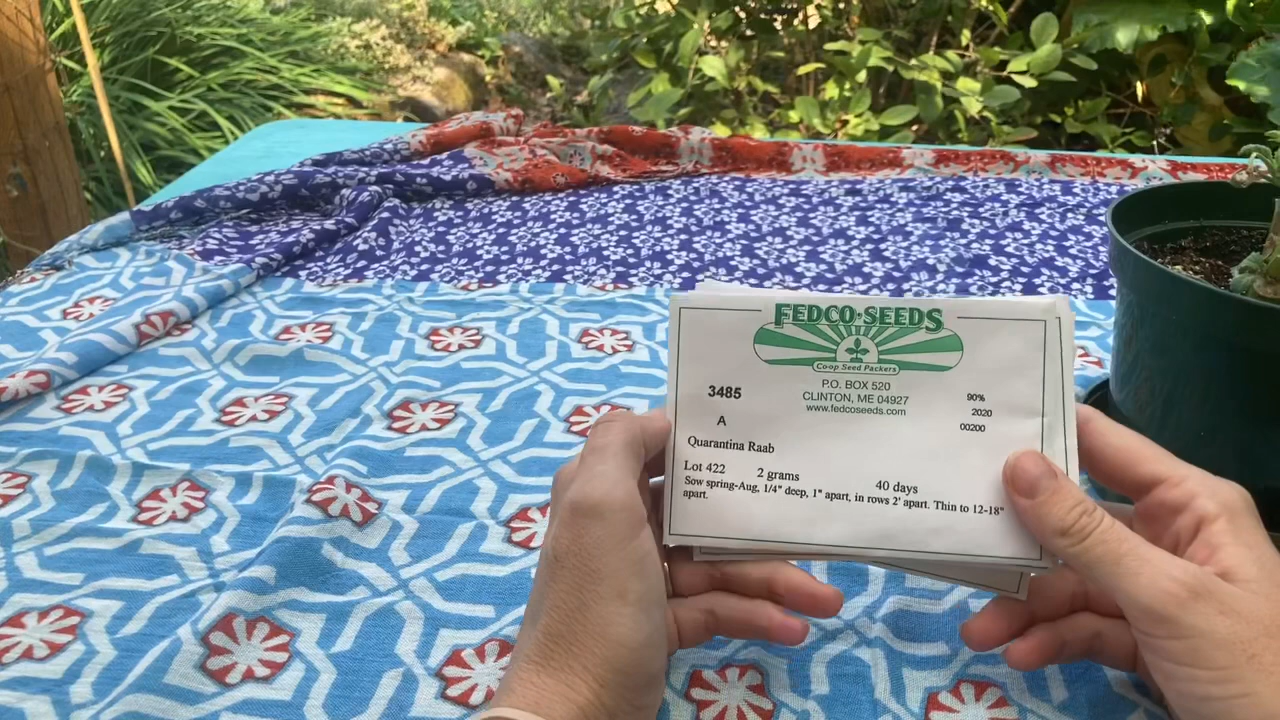 FEDCO·SEEDS
Co-op Seed Packers
P.O. BOX 520
CLINTON, ME 04927
www.fedcoseeds.com
3485
A
90%
2020
00200
Quarantina Raab
Lot 422 2 grams 40 days
Sow spring-Aug, 1/4" deep, 1" apart, in rows 2' apart. Thin to 12-18"
apart.